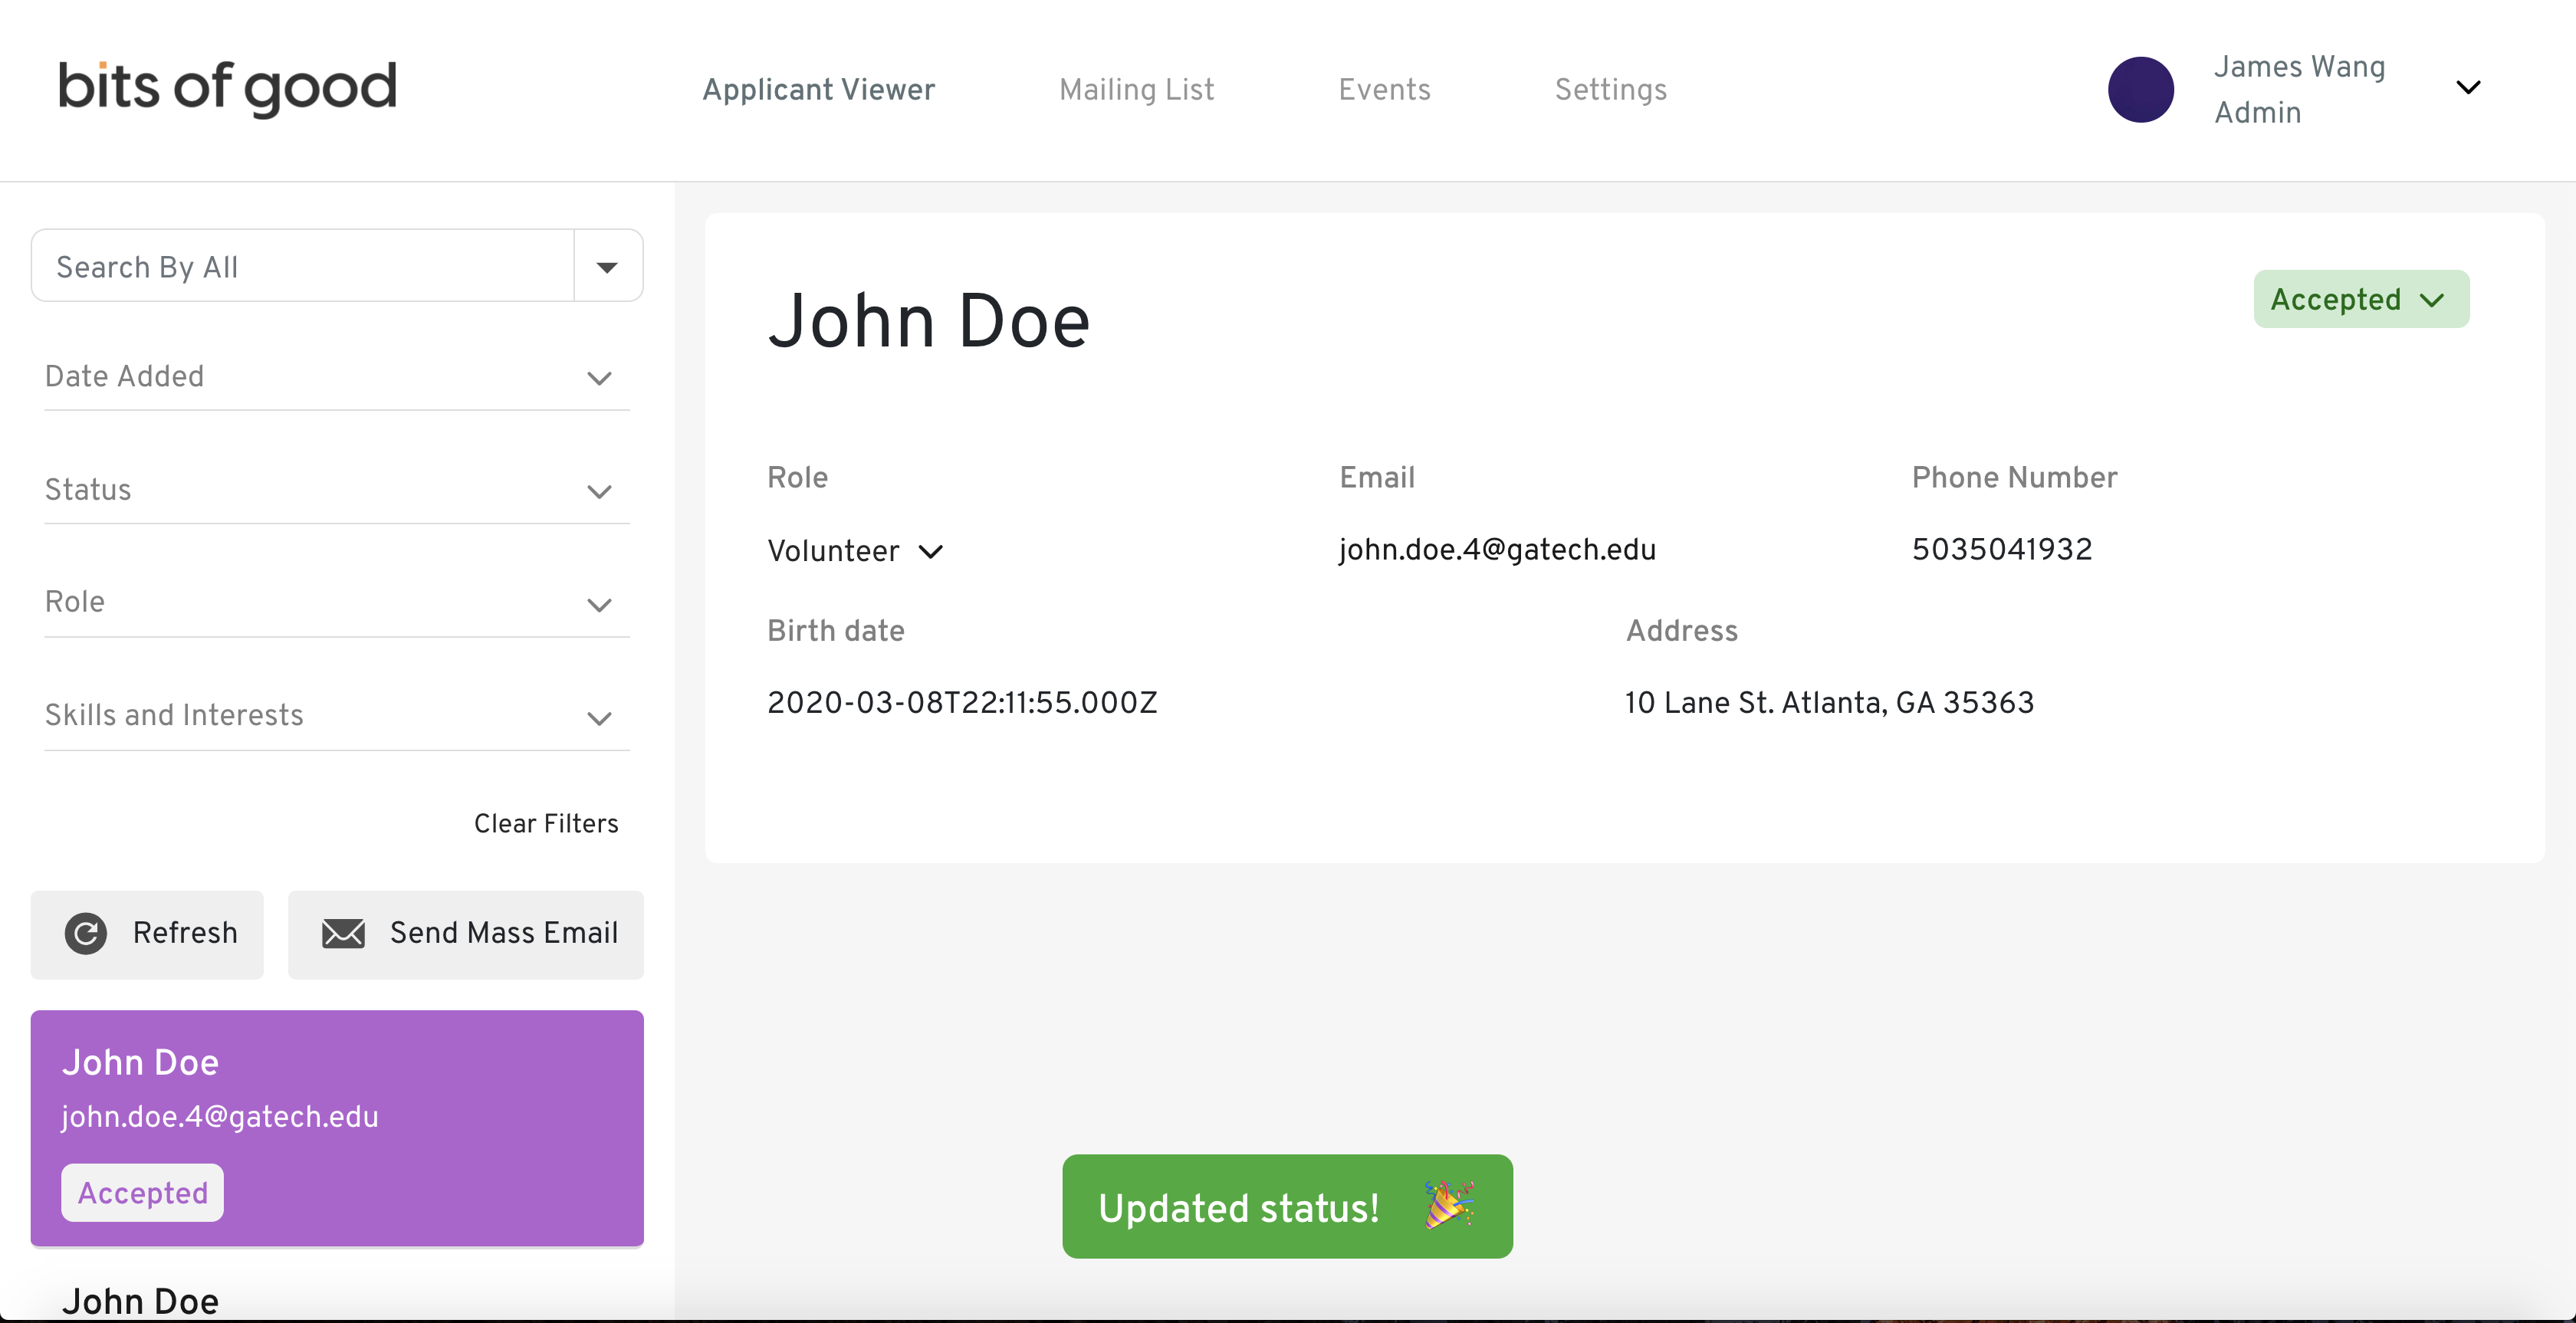 bits of good
Applicant Viewer
Mailing List
Events
Settings
James Wang
Admin
Search By All
Date Added
Status
Role
Skills and Interests
Clear Filters
Refresh
Send Mass Email
John Doe
john.doe.4@gatech.edu
Accepted
John Doe
John Doe
Accepted
Role
Email
Phone Number
Volunteer
john.doe.4@gatech.edu
5035041932
Birth date
Address
2020-03-08T22:11:55.000Z
10 Lane St. Atlanta, GA 35363
Updated status! 🎉